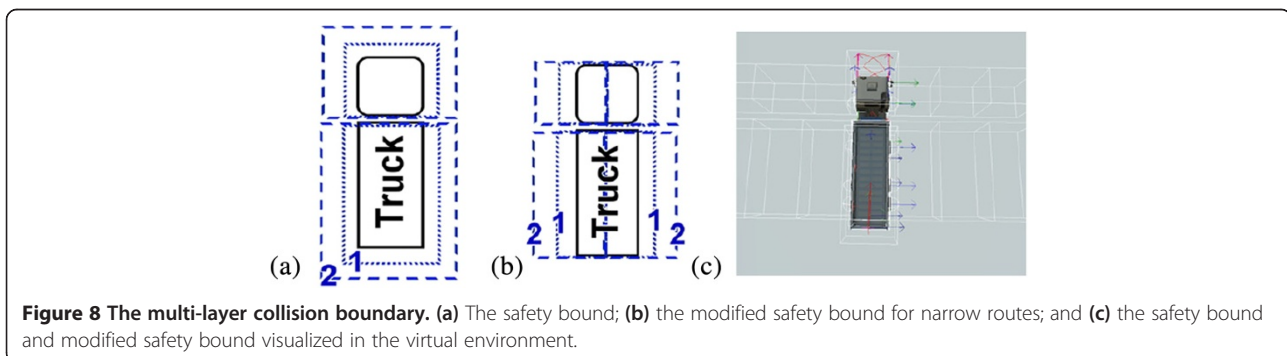 Truck
2
1
(a)
Truck
2
1
1
2
(b)
(c)
Figure 8 The multi-layer collision boundary. (a) The safety bound; (b) the modified safety bound for narrow routes; and (c) the safety bound
and modified safety bound visualized in the virtual environment.